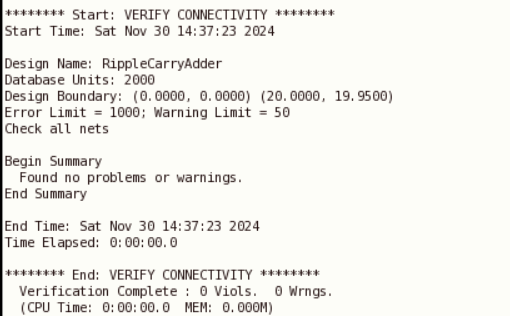 ******** Start: VERIFY CONNECTIVITY ********
Start Time: Sat Nov 30 14:37:23 2024
Design Name: RippleCarryAdder
Database Units: 2000
Design Boundary: (0.0000, 0.0000) (20.0000, 19.9500)
Error Limit = 1000; Warning Limit = 50
Check all nets
Begin Summary
Found no problems or warnings.
End Summary
End Time: Sat Nov 30 14:37:23 2024
Time Elapsed: 0:00:00.0
******** End: VERIFY CONNECTIVITY ********
Verification Complete : 0 Viols.  0 Wrngs.
(CPU Time: 0:00:00.0  MEM: 0.000M)